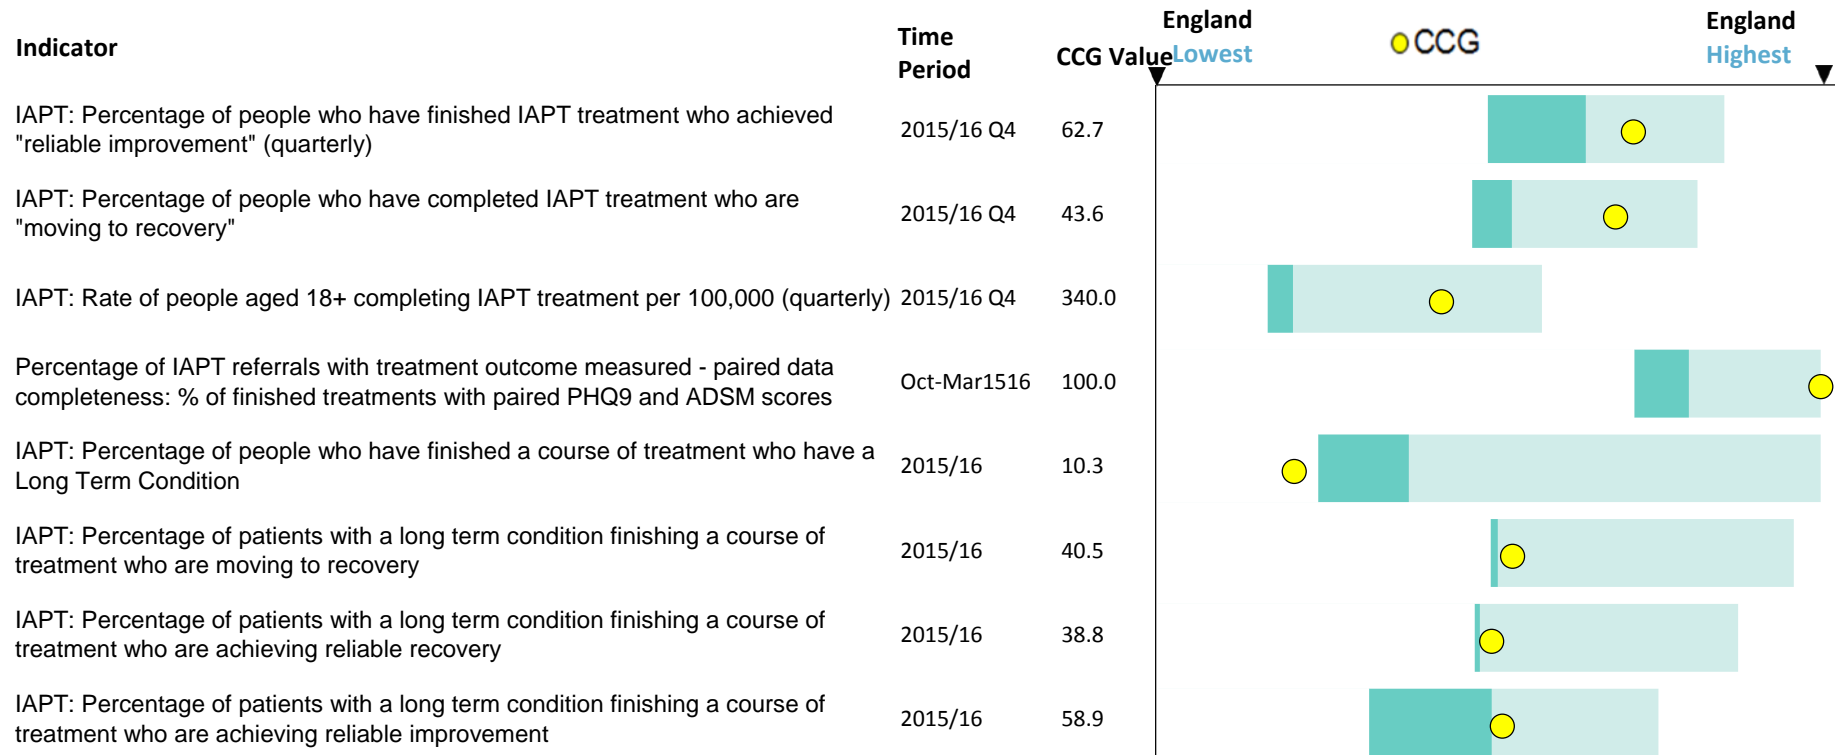 Indicator
Time
Period
CCG Value
England
Lowest
CCG
England
Highest
IAPT: Percentage of people who have finished IAPT treatment who achieved
"reliable improvement" (quarterly)
2015/16 Q4
62.7
IAPT: Percentage of people who have completed IAPT treatment who are
"moving to recovery"
2015/16 Q4
43.6
IAPT: Rate of people aged 18+ completing IAPT treatment per 100,000 (quarterly)
2015/16 Q4
340.0
Percentage of IAPT referrals with treatment outcome measured - paired data
completeness: % of finished treatments with paired PHQ9 and ADSM scores
Oct-Mar1516
100.0
IAPT: Percentage of people who have finished a course of treatment who have a
Long Term Condition
2015/16
10.3
IAPT: Percentage of patients with a long term condition finishing a course of
treatment who are moving to recovery
2015/16
40.5
IAPT: Percentage of patients with a long term condition finishing a course of
treatment who are achieving reliable recovery
2015/16
38.8
IAPT: Percentage of patients with a long term condition finishing a course of
treatment who are achieving reliable improvement
2015/16
58.9